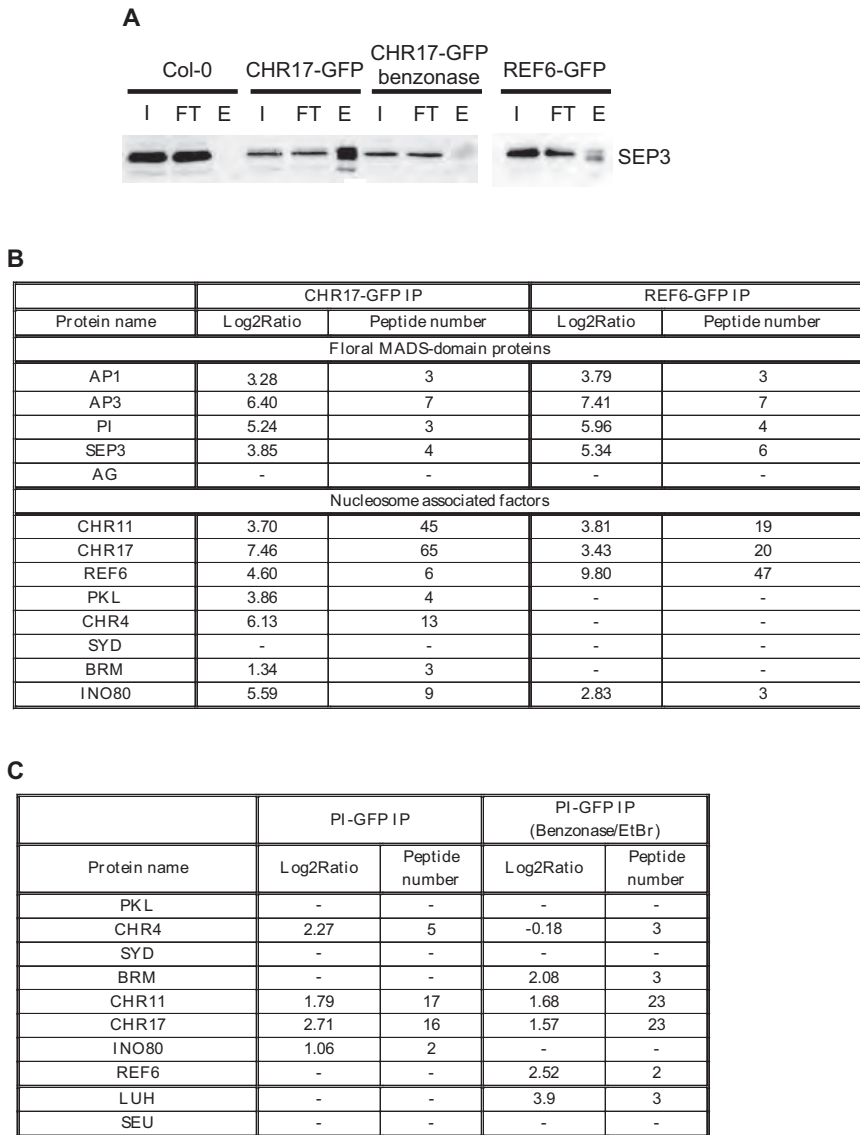 A
Col-0 CHR17-GFP CHR17-GFP benzonase REF6-GFP
I FT E I FT E I FT E I FT E
SEP3
B
CHR17-GFP IP REF6-GFP IP
Protein name Log2Ratio Peptide number Log2Ratio Peptide number
Floral MADS-domain proteins
AP1 3.28 3 3.79 3
AP3 6.40 7 7.41 7
PI 5.24 3 5.96 4
SEP3 3.85 4 5.34 6
AG - - - -
Nucleosome associated factors
CHR11 3.70 45 3.81 19
CHR17 7.46 65 3.43 20
REF6 4.60 6 9.80 47
PKL 3.86 4 - -
CHR4 6.13 13 - -
SYD - - - -
BRM 1.34 3 - -
INO80 5.59 9 2.83 3
C
PI-GFP IP PI-GFP IP (Benzonase/EtBr)
Protein name Log2Ratio Peptide number Log2Ratio Peptide number
PKL - - - -
CHR4 2.27 5 -0.18 3
SYD - - - -
BRM - - 2.08 3
CHR11 1.79 17 1.68 23
CHR17 2.71 16 1.57 23
INO80 1.06 2 - -
REF6 - - 2.52 2
LUH - - 3.9 3
SEU - - - -